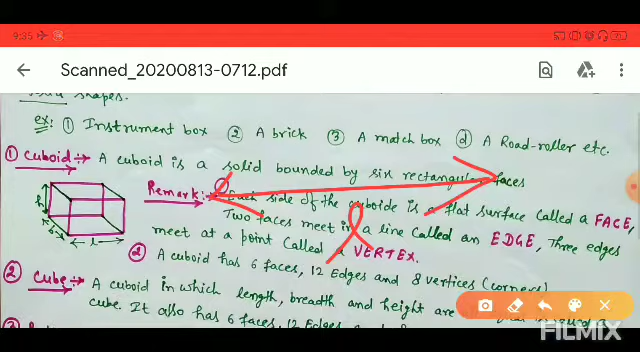 9:35
Scanned_20200813-0712.pdf
shapes.
ex:- ① Instrument box ② A brick ③ A match box ④ A Road-roller etc.
① Cuboid:→ A cuboid is a solid bounded by six rectangular faces
Remark:→ ① Each side of the cuboide is a flat surface called a FACE,
Two faces meet in a line called an EDGE, Three edges
meet at a point called a VERTEX.
② A cuboid has 6 faces, 12 Edges and 8 vertices (corners)
h
b
l
② Cube:→ A cuboid in which length, breadth and height are
cube. It also has 6 faces, 12 Edges and
FILMIX